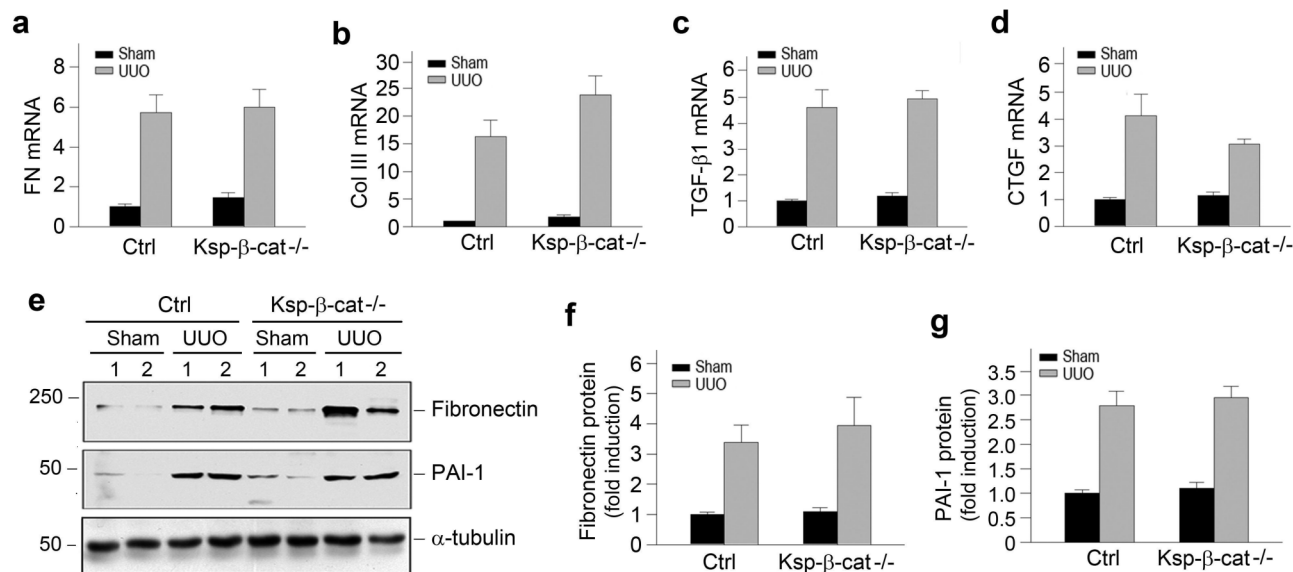 a
Sham
UUO
FN mRNA
8
6
4
2
0
Ctrl
Ksp-β-cat-/-
b
Sham
UUO
Col III mRNA
30
25
20
15
10
5
0
Ctrl
Ksp-β-cat-/-
c
Sham
UUO
TGF-β1 mRNA
6
5
4
3
2
1
0
Ctrl
Ksp-β-cat-/-
d
Sham
UUO
CTGF mRNA
6
5
4
3
2
1
0
Ctrl
Ksp-β-cat-/-
e
Ctrl Ksp-β-cat-/-
Sham UUO Sham UUO
1 2 1 2 1 2 1 2
250 – – Fibronectin
50 – – PAI-1
50 – – α-tubulin
f
Sham
UUO
Fibronectin protein
(fold induction)
6
5
4
3
2
1
0
Ctrl
Ksp-β-cat-/-
g
Sham
UUO
PAI-1 protein
(fold induction)
3.5
3.0
2.5
2.0
1.0
0.5
0.0
Ctrl
Ksp-β-cat-/-